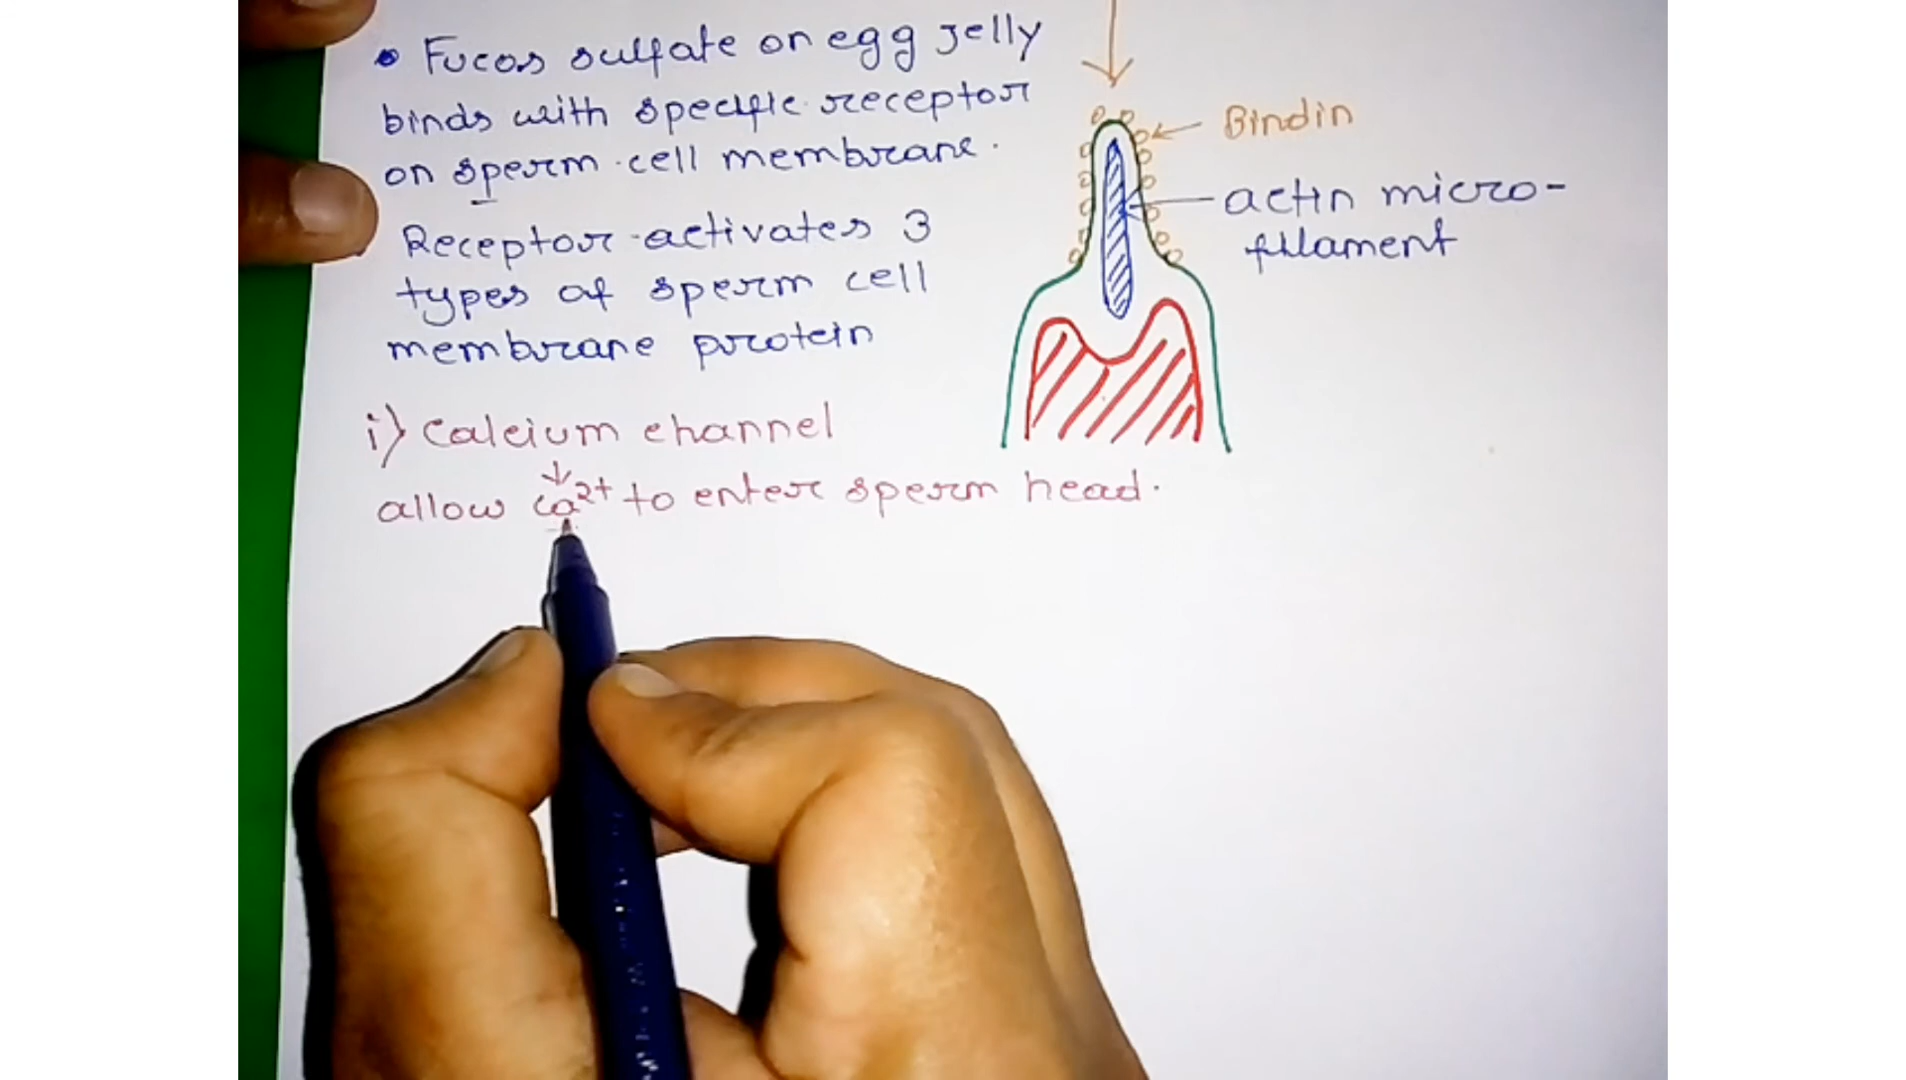 • Fucos sulfate on egg jelly
binds with specific receptor
on sperm cell membrane.
Receptor activates 3
types of sperm cell
membrane protein
i) Calcium channel
allow Ca²⁺ to enter sperm head.
Bindin
actin micro-
filament